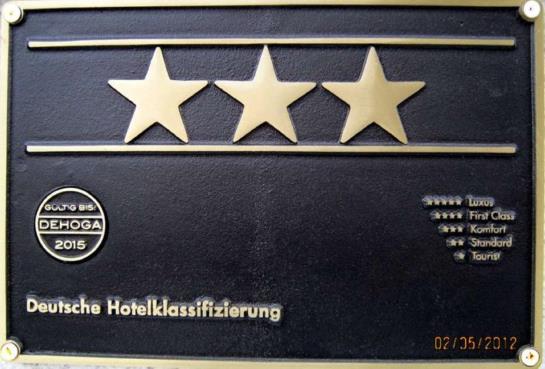 GÜLTIG BIS:
DEHOGA
2015
Luxus
First Class
Komfort
Standard
Tourist
Deutsche Hotelklassifizierung
02/05/2012